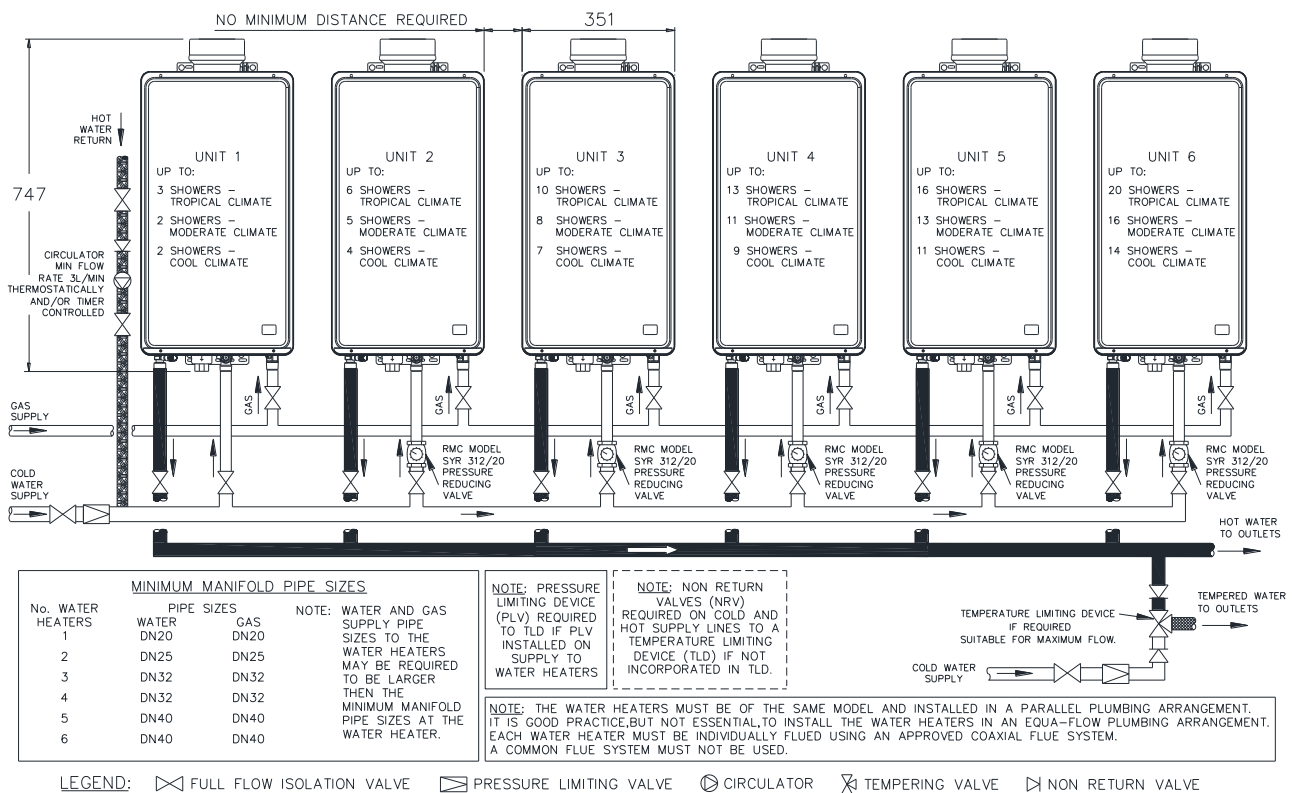 NO MINIMUM DISTANCE REQUIRED
351
747
HOT
WATER
RETURN
CIRCULATOR
MIN FLOW
RATE 3L/MIN
THERMOSTATICALLY
AND/OR TIMER
CONTROLLED
UNIT 1
UP TO:
3 SHOWERS –
TROPICAL CLIMATE
2 SHOWERS –
MODERATE CLIMATE
2 SHOWERS –
COOL CLIMATE
UNIT 2
UP TO:
6 SHOWERS –
TROPICAL CLIMATE
5 SHOWERS –
MODERATE CLIMATE
4 SHOWERS –
COOL CLIMATE
UNIT 3
UP TO:
10 SHOWERS –
TROPICAL CLIMATE
8 SHOWERS –
MODERATE CLIMATE
7 SHOWERS –
COOL CLIMATE
UNIT 4
UP TO:
13 SHOWERS –
TROPICAL CLIMATE
11 SHOWERS –
MODERATE CLIMATE
9 SHOWERS –
COOL CLIMATE
UNIT 5
UP TO:
16 SHOWERS –
TROPICAL CLIMATE
13 SHOWERS –
MODERATE CLIMATE
11 SHOWERS –
COOL CLIMATE
UNIT 6
UP TO:
20 SHOWERS –
TROPICAL CLIMATE
16 SHOWERS –
MODERATE CLIMATE
14 SHOWERS –
COOL CLIMATE
GAS
GAS
GAS
GAS
GAS
GAS
GAS
SUPPLY
COLD
WATER
SUPPLY
RMC MODEL
SYR 312/20
PRESSURE
REDUCING
VALVE
RMC MODEL
SYR 312/20
PRESSURE
REDUCING
VALVE
RMC MODEL
SYR 312/20
PRESSURE
REDUCING
VALVE
RMC MODEL
SYR 312/20
PRESSURE
REDUCING
VALVE
RMC MODEL
SYR 312/20
PRESSURE
REDUCING
VALVE
HOT WATER
TO OUTLETS
TEMPERED WATER
TO OUTLETS
TEMPERATURE LIMITING DEVICE
IF REQUIRED
SUITABLE FOR MAXIMUM FLOW.
COLD WATER
SUPPLY
MINIMUM MANIFOLD PIPE SIZES
No. WATER HEATERS PIPE SIZES WATER GAS
1 DN20 DN20
2 DN25 DN25
3 DN32 DN32
4 DN32 DN32
5 DN40 DN40
6 DN40 DN40
NOTE: WATER AND GAS
SUPPLY PIPE
SIZES TO THE
WATER HEATERS
MAY BE REQUIRED
TO BE LARGER
THEN THE
MINIMUM MANIFOLD
PIPE SIZES AT THE
WATER HEATER.
NOTE: PRESSURE
LIMITING DEVICE
(PLV) REQUIRED
TO TLD IF PLV
INSTALLED ON
SUPPLY TO
WATER HEATERS
NOTE: NON RETURN
VALVES (NRV)
REQUIRED ON COLD AND
HOT SUPPLY LINES TO A
TEMPERATURE LIMITING
DEVICE (TLD) IF NOT
INCORPORATED IN TLD.
NOTE: THE WATER HEATERS MUST BE OF THE SAME MODEL AND INSTALLED IN A PARALLEL PLUMBING ARRANGEMENT.
IT IS GOOD PRACTICE,BUT NOT ESSENTIAL,TO INSTALL THE WATER HEATERS IN AN EQUA-FLOW PLUMBING ARRANGEMENT.
EACH WATER HEATER MUST BE INDIVIDUALLY FLUED USING AN APPROVED COAXIAL FLUE SYSTEM.
A COMMON FLUE SYSTEM MUST NOT BE USED.
LEGEND: FULL FLOW ISOLATION VALVE PRESSURE LIMITING VALVE CIRCULATOR TEMPERING VALVE NON RETURN VALVE